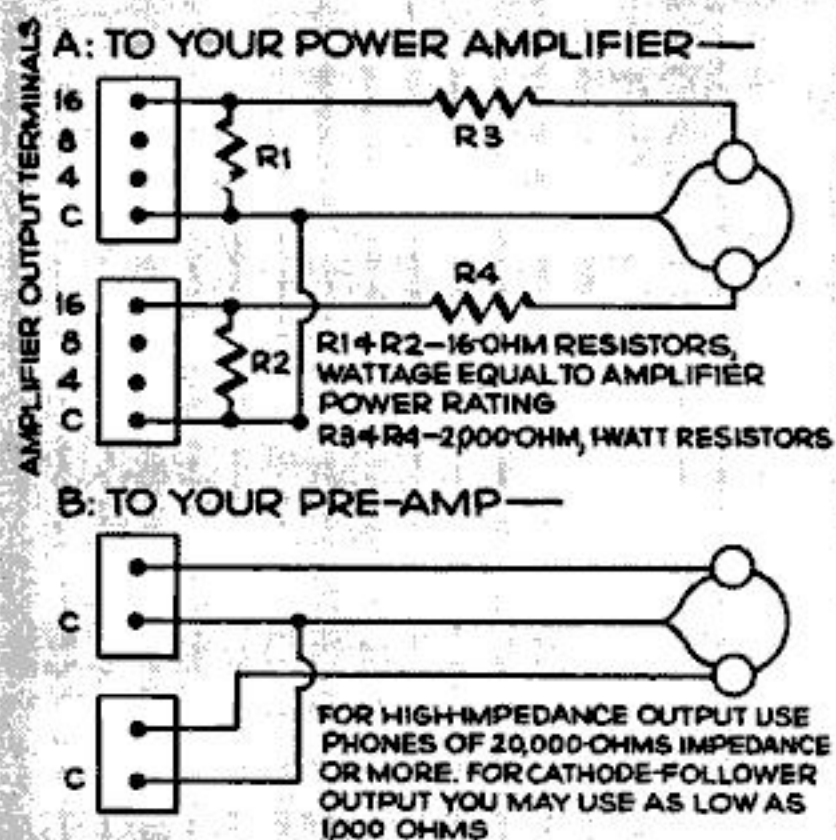 AMPLIFIER OUTPUT TERMINALS
A: TO YOUR POWER AMPLIFIER—
16
8
4
C
R1
R3
16
8
4
C
R2
R4
R1&R2-16-OHM RESISTORS,
WATTAGE EQUAL TO AMPLIFIER
POWER RATING
R3&R4-2,000-OHM, 1-WATT RESISTORS
B: TO YOUR PRE-AMP—
C
C
FOR HIGH-IMPEDANCE OUTPUT USE
PHONES OF 20,000-OHMS IMPEDANCE
OR MORE. FOR CATHODE-FOLLOWER
OUTPUT YOU MAY USE AS LOW AS
1,000 OHMS